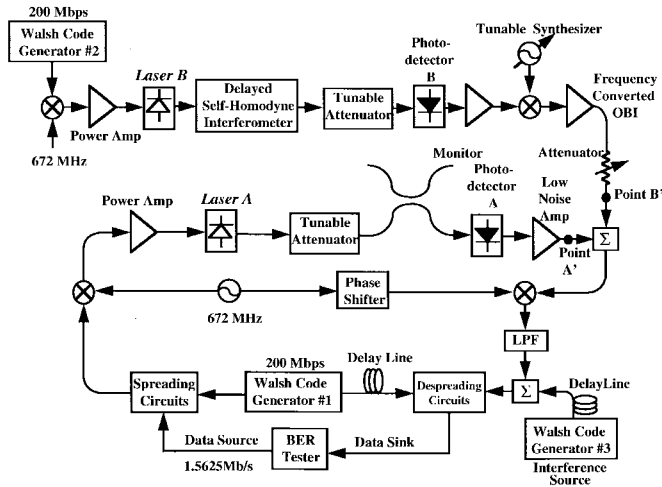 200 Mbps
Walsh Code
Generator #2
Power Amp
672 MHz
Laser B
Delayed
Self-Homodyne
Interferometer
Tunable
Attenuator
Photo-
detector
B
Tunable Synthesizer
Frequency
Converted
OBI
Attenuator
Point B'
Monitor
Power Amp
Laser A
Tunable
Attenuator
Photo-
detector
A
Low
Noise
Amp
Point
A'
Σ
672 MHz
Phase
Shifter
LPF
Spreading
Circuits
200 Mbps
Walsh Code
Generator #1
Delay Line
Despreading
Circuits
Σ
DelayLine
Walsh Code
Generator #3
Interference
Source
Data Source
1.5625Mb/s
BER
Tester
Data Sink